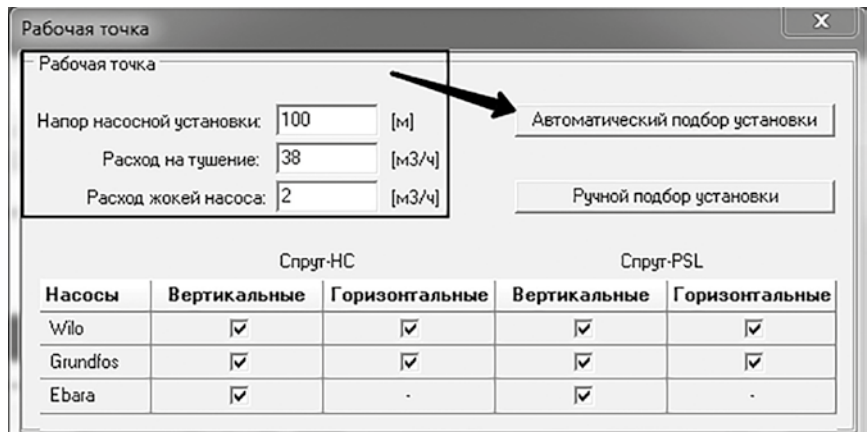 Рабочая точка
Рабочая точка
Напор насосной установки: 100 [м]
Автоматический подбор установки
Расход на тушение: 38 [м3/ч]
Расход жокей насоса: 2 [м3/ч]
Ручной подбор установки
Спрут-НС Спрут-PSL
Насосы Вертикальные Горизонтальные Вертикальные Горизонтальные
Wilo
Grundfos
Ebara - -